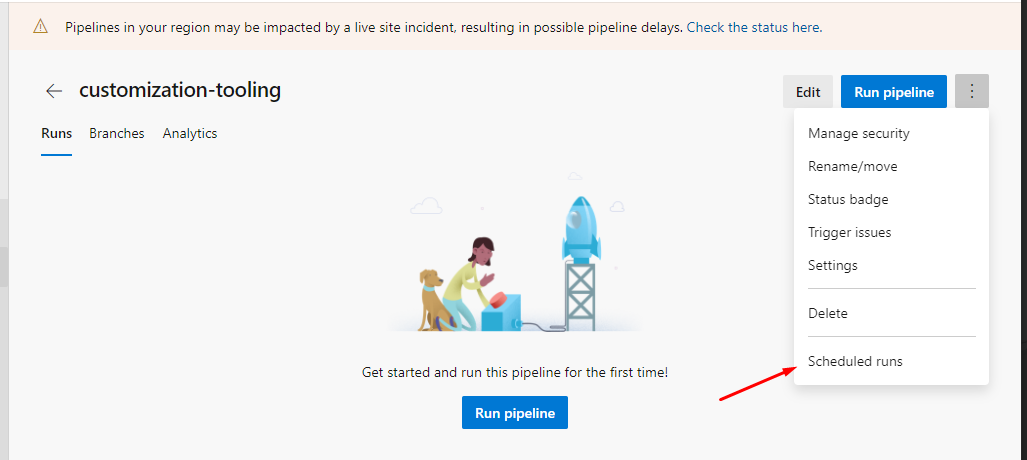 Pipelines in your region may be impacted by a live site incident, resulting in possible pipeline delays. Check the status here.
customization-tooling
Edit
Run pipeline
Runs
Branches
Analytics
Manage security
Rename/move
Status badge
Trigger issues
Settings
Delete
Scheduled runs
Get started and run this pipeline for the first time!
Run pipeline